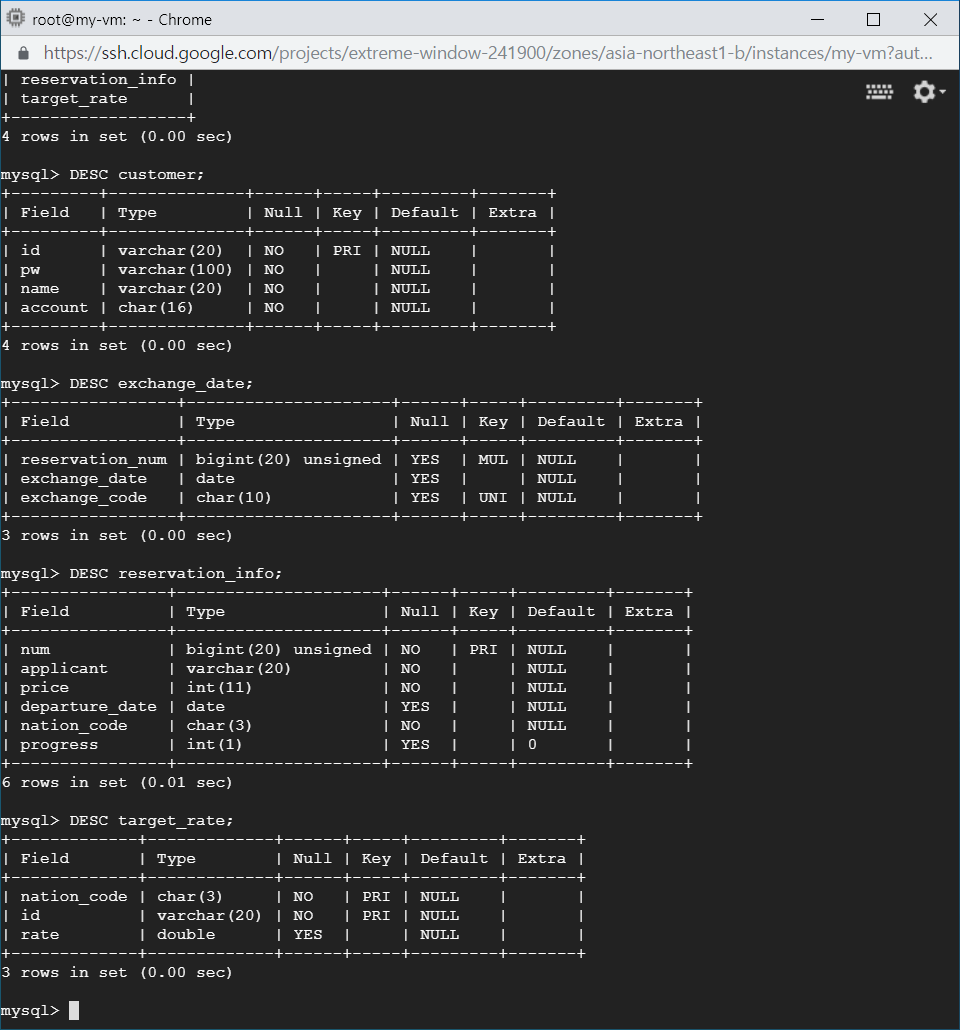 root@my-vm: ~ - Chrome
https://ssh.cloud.google.com/projects/extreme-window-241900/zones/asia-northeast1-b/instances/my-vm?aut...
| reservation_info |
| target_rate      |
+------------------+
4 rows in set (0.00 sec)

mysql> DESC customer;
+---------+--------------+------+-----+---------+-------+
| Field   | Type         | Null | Key | Default | Extra |
+---------+--------------+------+-----+---------+-------+
| id      | varchar(20)  | NO   | PRI | NULL    |       |
| pw      | varchar(100) | NO   |     | NULL    |       |
| name    | varchar(20)  | NO   |     | NULL    |       |
| account | char(16)     | NO   |     | NULL    |       |
+---------+--------------+------+-----+---------+-------+
4 rows in set (0.00 sec)

mysql> DESC exchange_date;
+-----------------+---------------------+------+-----+---------+-------+
| Field           | Type                | Null | Key | Default | Extra |
+-----------------+---------------------+------+-----+---------+-------+
| reservation_num | bigint(20) unsigned | YES  | MUL | NULL    |       |
| exchange_date   | date                | YES  |     | NULL    |       |
| exchange_code   | char(10)            | YES  | UNI | NULL    |       |
+-----------------+---------------------+------+-----+---------+-------+
3 rows in set (0.00 sec)

mysql> DESC reservation_info;
+----------------+---------------------+------+-----+---------+-------+
| Field          | Type                | Null | Key | Default | Extra |
+----------------+---------------------+------+-----+---------+-------+
| num            | bigint(20) unsigned | NO   | PRI | NULL    |       |
| applicant      | varchar(20)         | NO   |     | NULL    |       |
| price          | int(11)             | NO   |     | NULL    |       |
| departure_date | date                | YES  |     | NULL    |       |
| nation_code    | char(3)             | NO   |     | NULL    |       |
| progress       | int(1)              | YES  |     | 0       |       |
+----------------+---------------------+------+-----+---------+-------+
6 rows in set (0.01 sec)

mysql> DESC target_rate;
+-------------+-------------+------+-----+---------+-------+
| Field       | Type        | Null | Key | Default | Extra |
+-------------+-------------+------+-----+---------+-------+
| nation_code | char(3)     | NO   | PRI | NULL    |       |
| id          | varchar(20) | NO   | PRI | NULL    |       |
| rate        | double      | YES  |     | NULL    |       |
+-------------+-------------+------+-----+---------+-------+
3 rows in set (0.00 sec)

mysql>